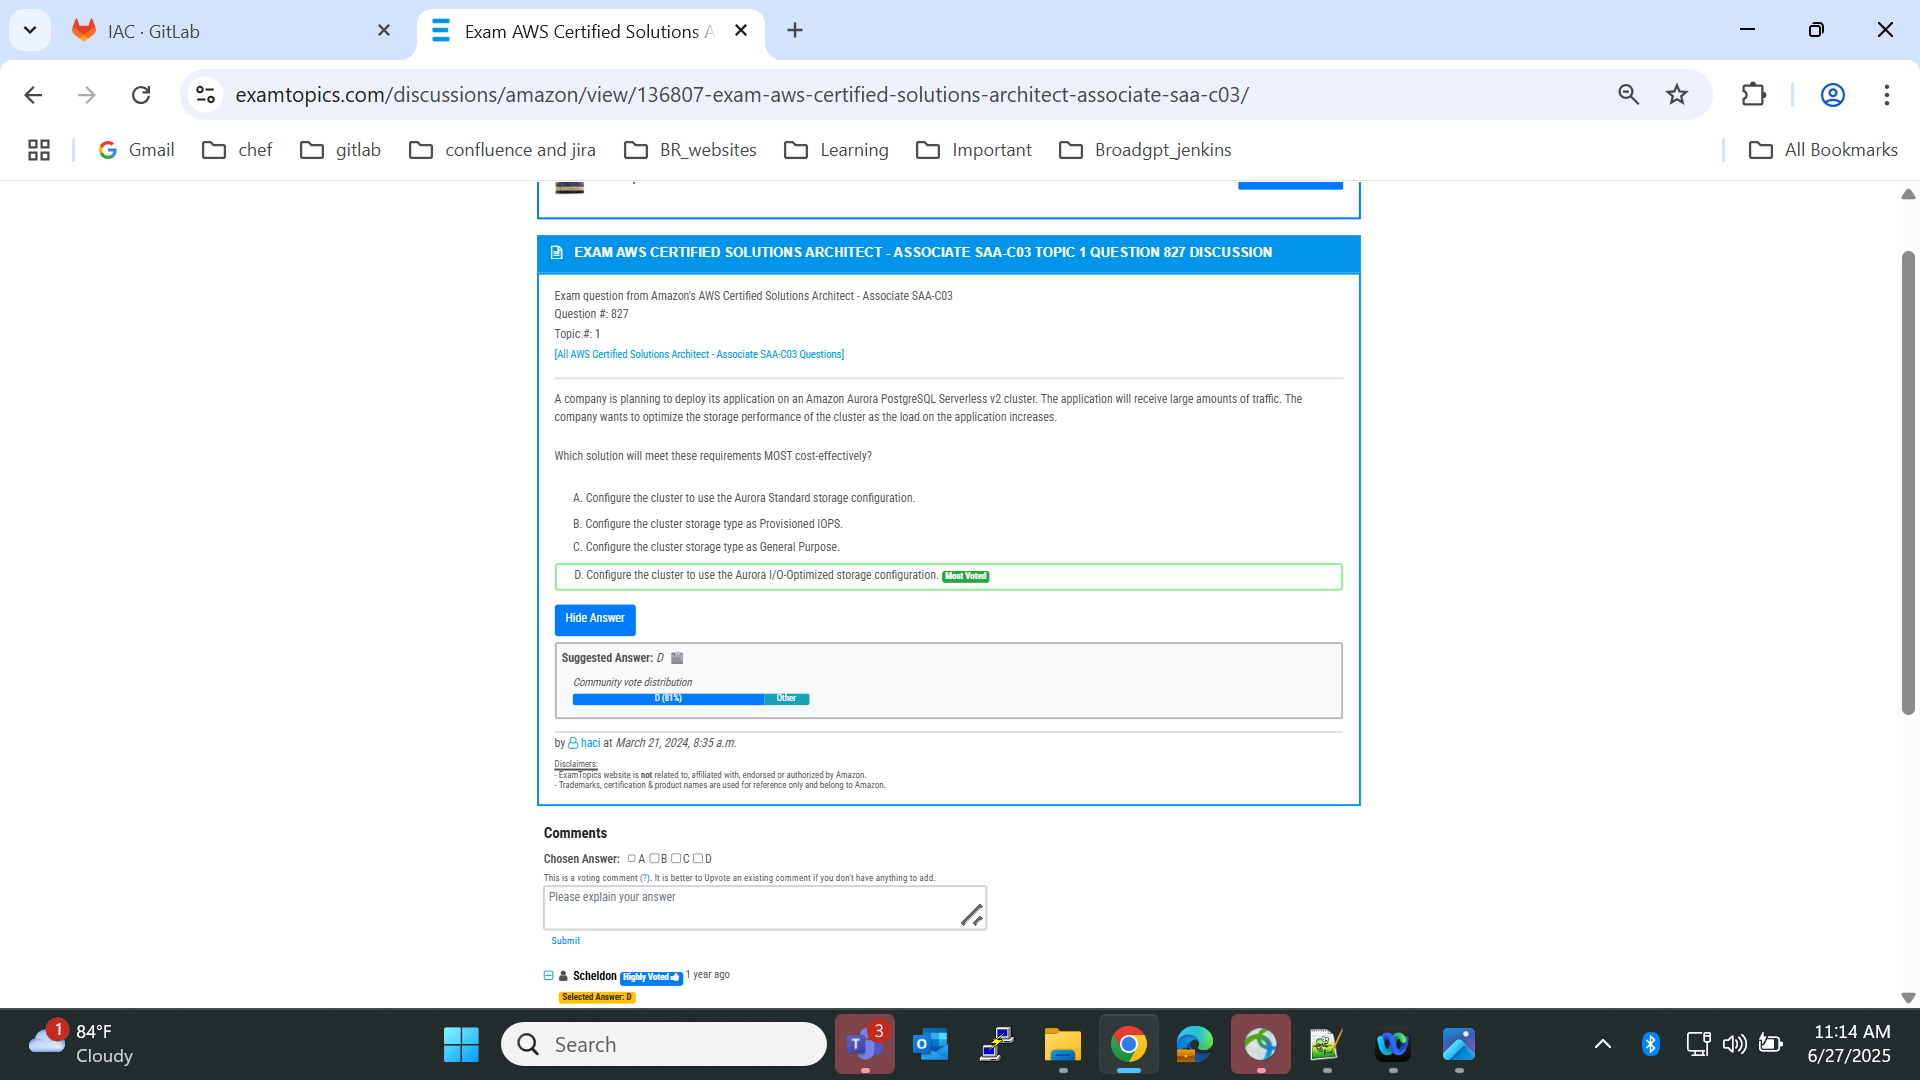 IAC · GitLab
Exam AWS Certified Solutions A
examtopics.com/discussions/amazon/view/136807-exam-aws-certified-solutions-architect-associate-saa-c03/
Gmail
chef
gitlab
confluence and jira
BR_websites
Learning
Important
Broadgpt_jenkins
All Bookmarks
EXAM AWS CERTIFIED SOLUTIONS ARCHITECT - ASSOCIATE SAA-C03 TOPIC 1 QUESTION 827 DISCUSSION
Exam question from Amazon's AWS Certified Solutions Architect - Associate SAA-C03
Question #: 827
Topic #: 1
[All AWS Certified Solutions Architect - Associate SAA-C03 Questions]
A company is planning to deploy its application on an Amazon Aurora PostgreSQL Serverless v2 cluster. The application will receive large amounts of traffic. The
company wants to optimize the storage performance of the cluster as the load on the application increases.
Which solution will meet these requirements MOST cost-effectively?
A. Configure the cluster to use the Aurora Standard storage configuration.
B. Configure the cluster storage type as Provisioned IOPS.
C. Configure the cluster storage type as General Purpose.
D. Configure the cluster to use the Aurora I/O-Optimized storage configuration. Most Voted
Hide Answer
Suggested Answer: D
Community vote distribution
D (81%) Other
by haci at March 21, 2024, 8:35 a.m.
Disclaimers:
- ExamTopics website is not related to, affiliated with, endorsed or authorized by Amazon.
- Trademarks, certification & product names are used for reference only and belong to Amazon.
Comments
Chosen Answer: A B C D
This is a voting comment (?). It is better to Upvote an existing comment if you don't have anything to add.
Please explain your answer
Submit
Scheldon Highly Voted 1 year ago
Selected Answer: D
1
84°F
Cloudy
Search
3
11:14 AM
6/27/2025